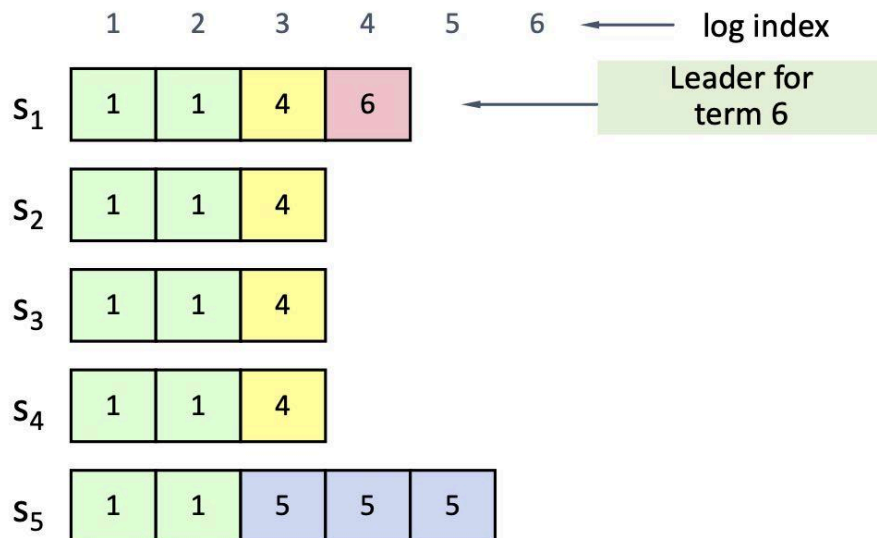 1 2 3 4 5 6 log index
s1 1 1 4 6 Leader for
term 6
s2 1 1 4
s3 1 1 4
s4 1 1 4
s5 1 1 5 5 5